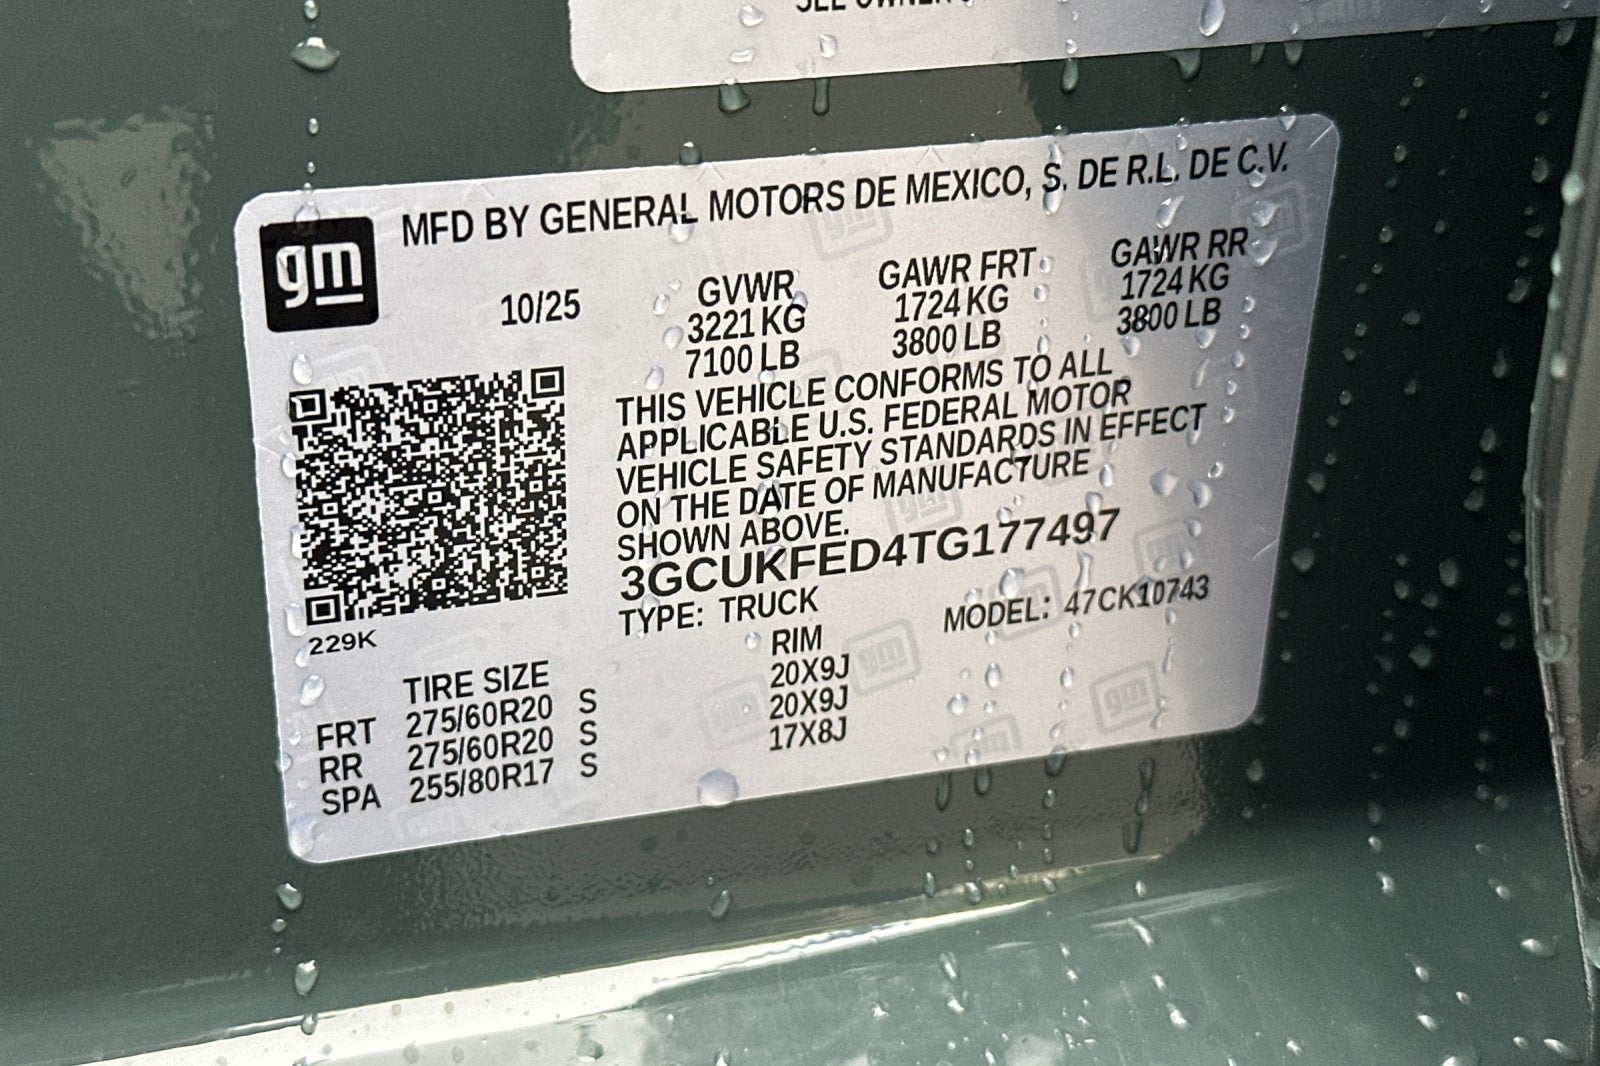 gm
MFD BY GENERAL MOTORS DE MEXICO, S. DE R.L. DE C.V.
10/25
GVWR
3221 KG
7100 LB
GAWR FRT
1724 KG
3800 LB
GAWR RR
1724 KG
3800 LB
THIS VEHICLE CONFORMS TO ALL
APPLICABLE U.S. FEDERAL MOTOR
VEHICLE SAFETY STANDARDS IN EFFECT
ON THE DATE OF MANUFACTURE
SHOWN ABOVE.
3GCUKFED4TG177497
TYPE: TRUCK MODEL: 47CK10743
229K
TIRE SIZE RIM
FRT 275/60R20 S 20X9J
RR 275/60R20 S 20X9J
SPA 255/80R17 S 17X8J